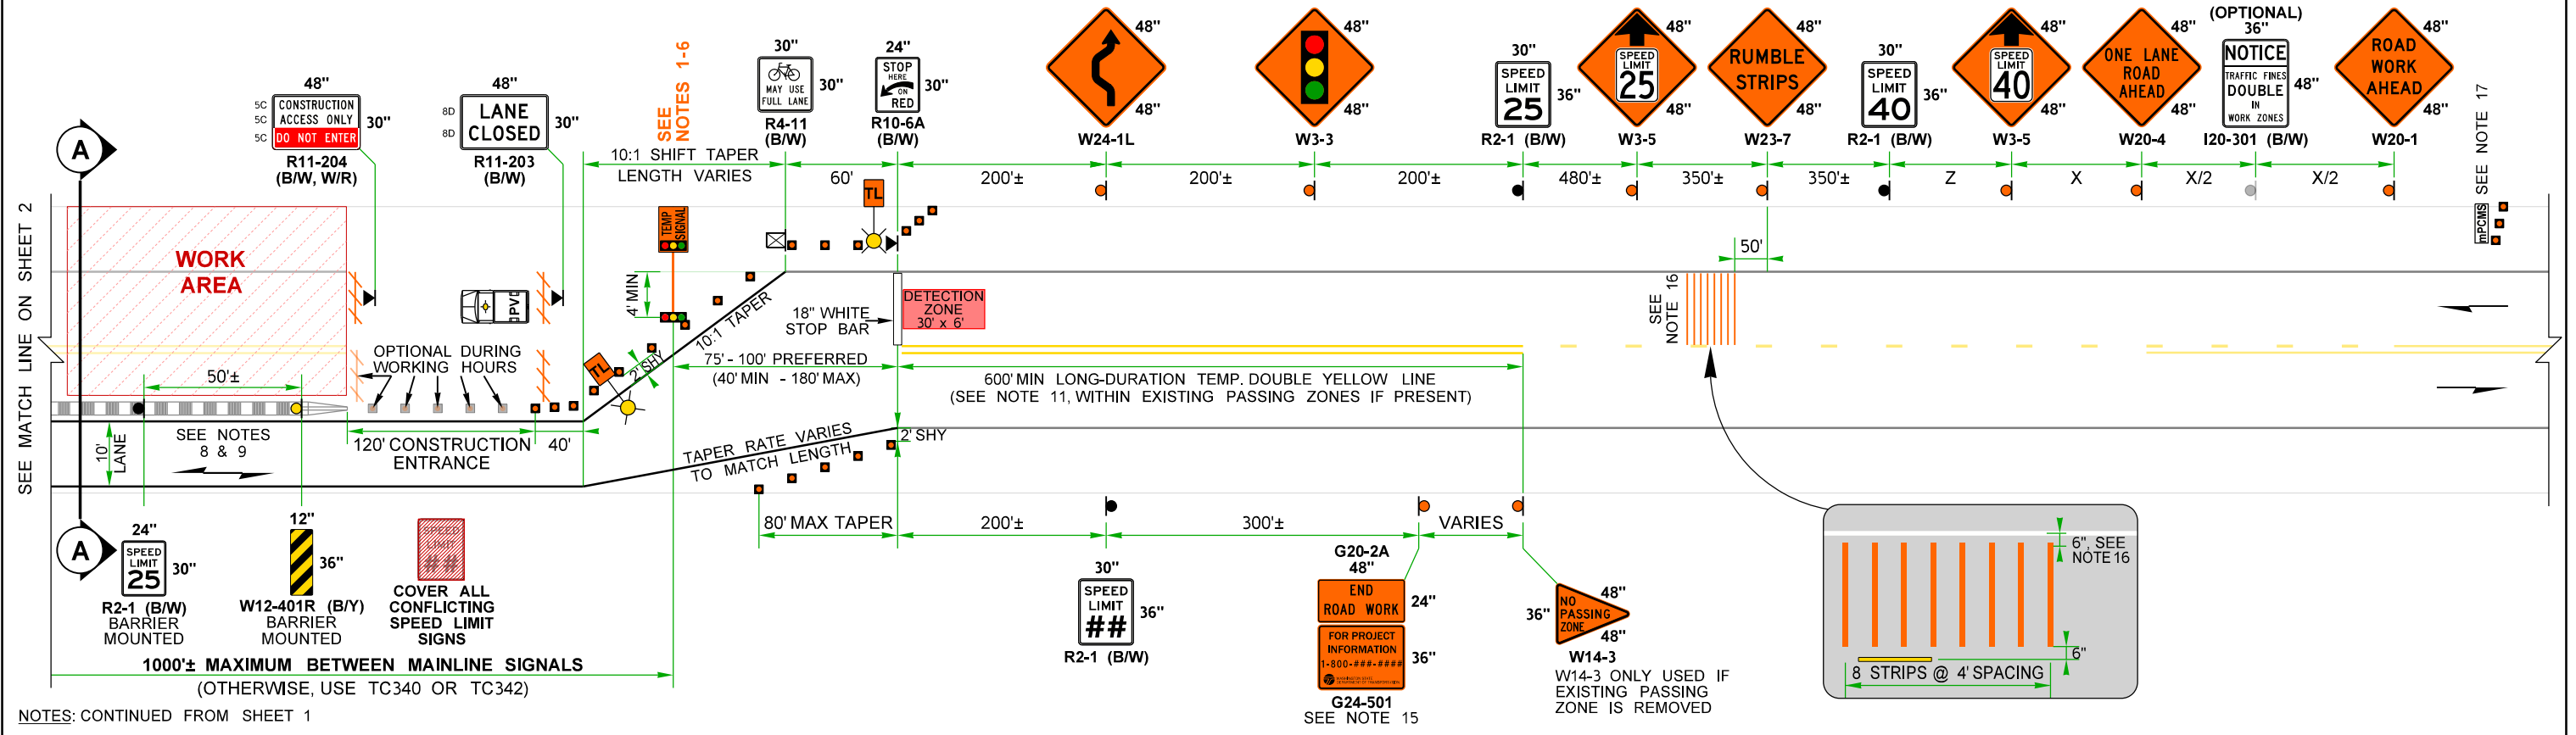 SEE MATCH LINE ON SHEET 2
A
A
WORK
AREA
48"
5C
5C
5C
CONSTRUCTION
ACCESS ONLY
DO NOT ENTER
30"
R11-204
(B/W, W/R)
48"
8D
8D
LANE
CLOSED
30"
R11-203
(B/W)
SEE
NOTES 1-6
30"
MAY USE
FULL LANE
30"
R4-11
(B/W)
24"
STOP
HERE
ON
RED
30"
R10-6A
(B/W)
48"
48"
W24-1L
48"
48"
W3-3
30"
SPEED
LIMIT
25
36"
R2-1 (B/W)
48"
SPEED
LIMIT
25
48"
W3-5
48"
RUMBLE
STRIPS
48"
W23-7
30"
SPEED
LIMIT
40
36"
R2-1 (B/W)
48"
SPEED
LIMIT
40
48"
W3-5
48"
ONE LANE
ROAD
AHEAD
48"
W20-4
(OPTIONAL)
36"
NOTICE
TRAFFIC FINES
DOUBLE
IN
WORK ZONES
48"
I20-301 (B/W)
48"
ROAD
WORK
AHEAD
48"
W20-1
SEE NOTE 17
mPCMS
10:1 SHIFT TAPER
LENGTH VARIES
60'
200'±
200'±
200'±
480'±
350'±
350'±
Z
X
X/2
X/2
TEMP
SIGNAL
TL
TL
4' MIN
10:1 TAPER
2' SHY
18" WHITE
STOP BAR
DETECTION
ZONE
30' x 6'
SEE
NOTE 16
50'
PV
OPTIONAL DURING
WORKING HOURS
50'±
75' - 100' PREFERRED
(40' MIN - 180' MAX)
600' MIN LONG-DURATION TEMP. DOUBLE YELLOW LINE
(SEE NOTE 11, WITHIN EXISTING PASSING ZONES IF PRESENT)
10'
LANE
SEE NOTES
8 & 9
120' CONSTRUCTION
ENTRANCE
40'
TAPER RATE VARIES
TO MATCH LENGTH
2' SHY
80' MAX TAPER
200'±
300'±
VARIES
24"
SPEED
LIMIT
25
30"
R2-1 (B/W)
BARRIER
MOUNTED
12"
36"
W12-401R (B/Y)
BARRIER
MOUNTED
SPEED
LIMIT
##
COVER ALL
CONFLICTING
SPEED LIMIT
SIGNS
30"
SPEED
LIMIT
##
36"
R2-1 (B/W)
G20-2A
48"
END
ROAD WORK
24"
FOR PROJECT
INFORMATION
1-800-###-####
36"
G24-501
SEE NOTE 15
36"
NO
PASSING
ZONE
48"
48"
W14-3
W14-3 ONLY USED IF
EXISTING PASSING
ZONE IS REMOVED
6", SEE
NOTE 16
6"
8 STRIPS @ 4' SPACING
1000'± MAXIMUM BETWEEN MAINLINE SIGNALS
(OTHERWISE, USE TC340 OR TC342)
NOTES: CONTINUED FROM SHEET 1